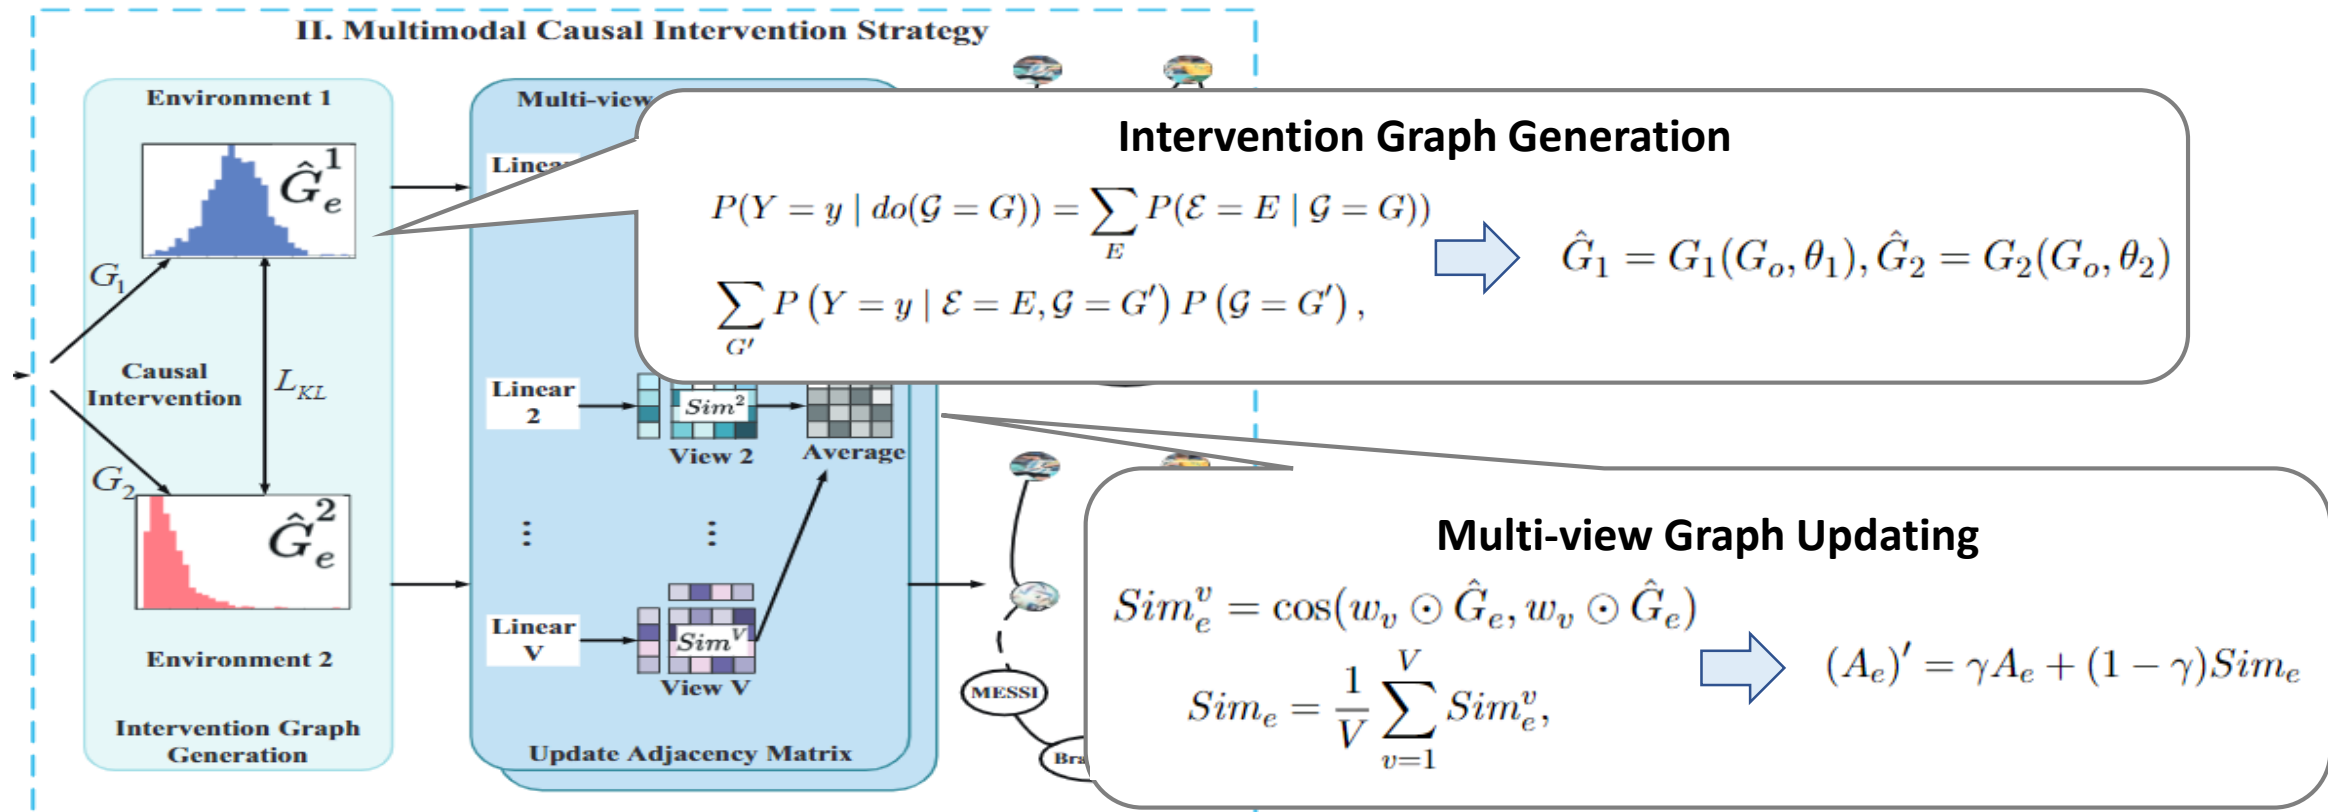 II. Multimodal Causal Intervention Strategy
Environment 1
Ĝ_e^1
G_1
Causal
Intervention
L_{KL}
G_2
Ĝ_e^2
Environment 2
Intervention Graph
Generation
Multi-view
Linear
Linear
2
Sim^2
View 2
Average
⋮
⋮
Linear
V
Sim^V
View V
Update Adjacency Matrix
MESSI
Intervention Graph Generation
P(Y = y | do(𝒢 = G)) = ∑_E P(ℰ = E | 𝒢 = G))
∑_{G′} P (Y = y | ℰ = E, 𝒢 = G′) P (𝒢 = G′) ,
Ĝ_1 = G_1(G_o, θ_1), Ĝ_2 = G_2(G_o, θ_2)
Multi-view Graph Updating
Sim_e^v = cos(w_v ⊙ Ĝ_e, w_v ⊙ Ĝ_e)
Sim_e = \frac{1}{V} ∑_{v=1}^{V} Sim_e^v,
(A_e)′ = γA_e + (1 − γ)Sim_e